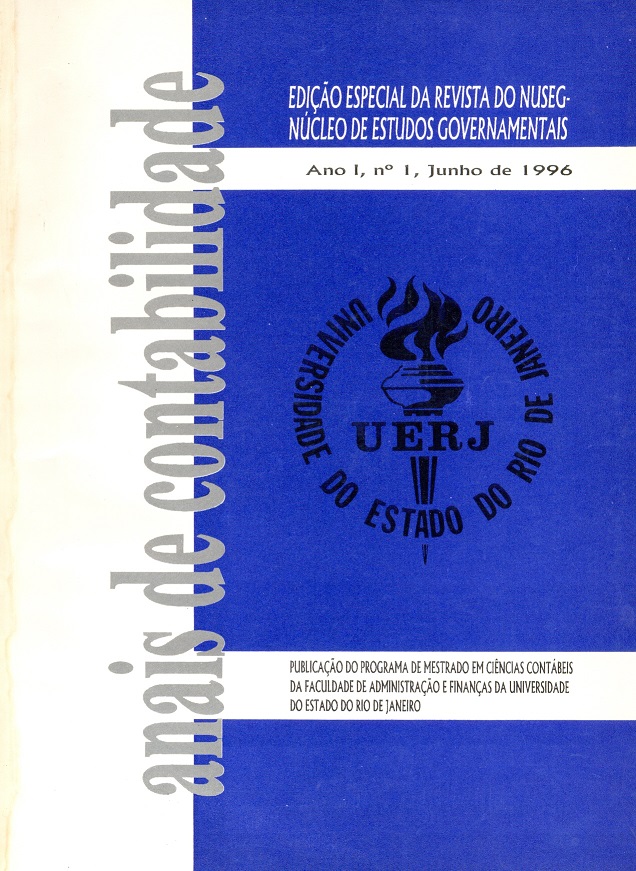 anais de contabilidade
EDIÇÃO ESPECIAL DA REVISTA DO NUSEG-
NÚCLEO DE ESTUDOS GOVERNAMENTAIS
Ano I, nº 1, Junho de 1996
UNIVERSIDADE DO ESTADO DO RIO DE JANEIRO
UERJ
PUBLICAÇÃO DO PROGRAMA DE MESTRADO EM CIÊNCIAS CONTÁBEIS
DA FACULDADE DE ADMINISTRAÇÃO E FINANÇAS DA UNIVERSIDADE
DO ESTADO DO RIO DE JANEIRO